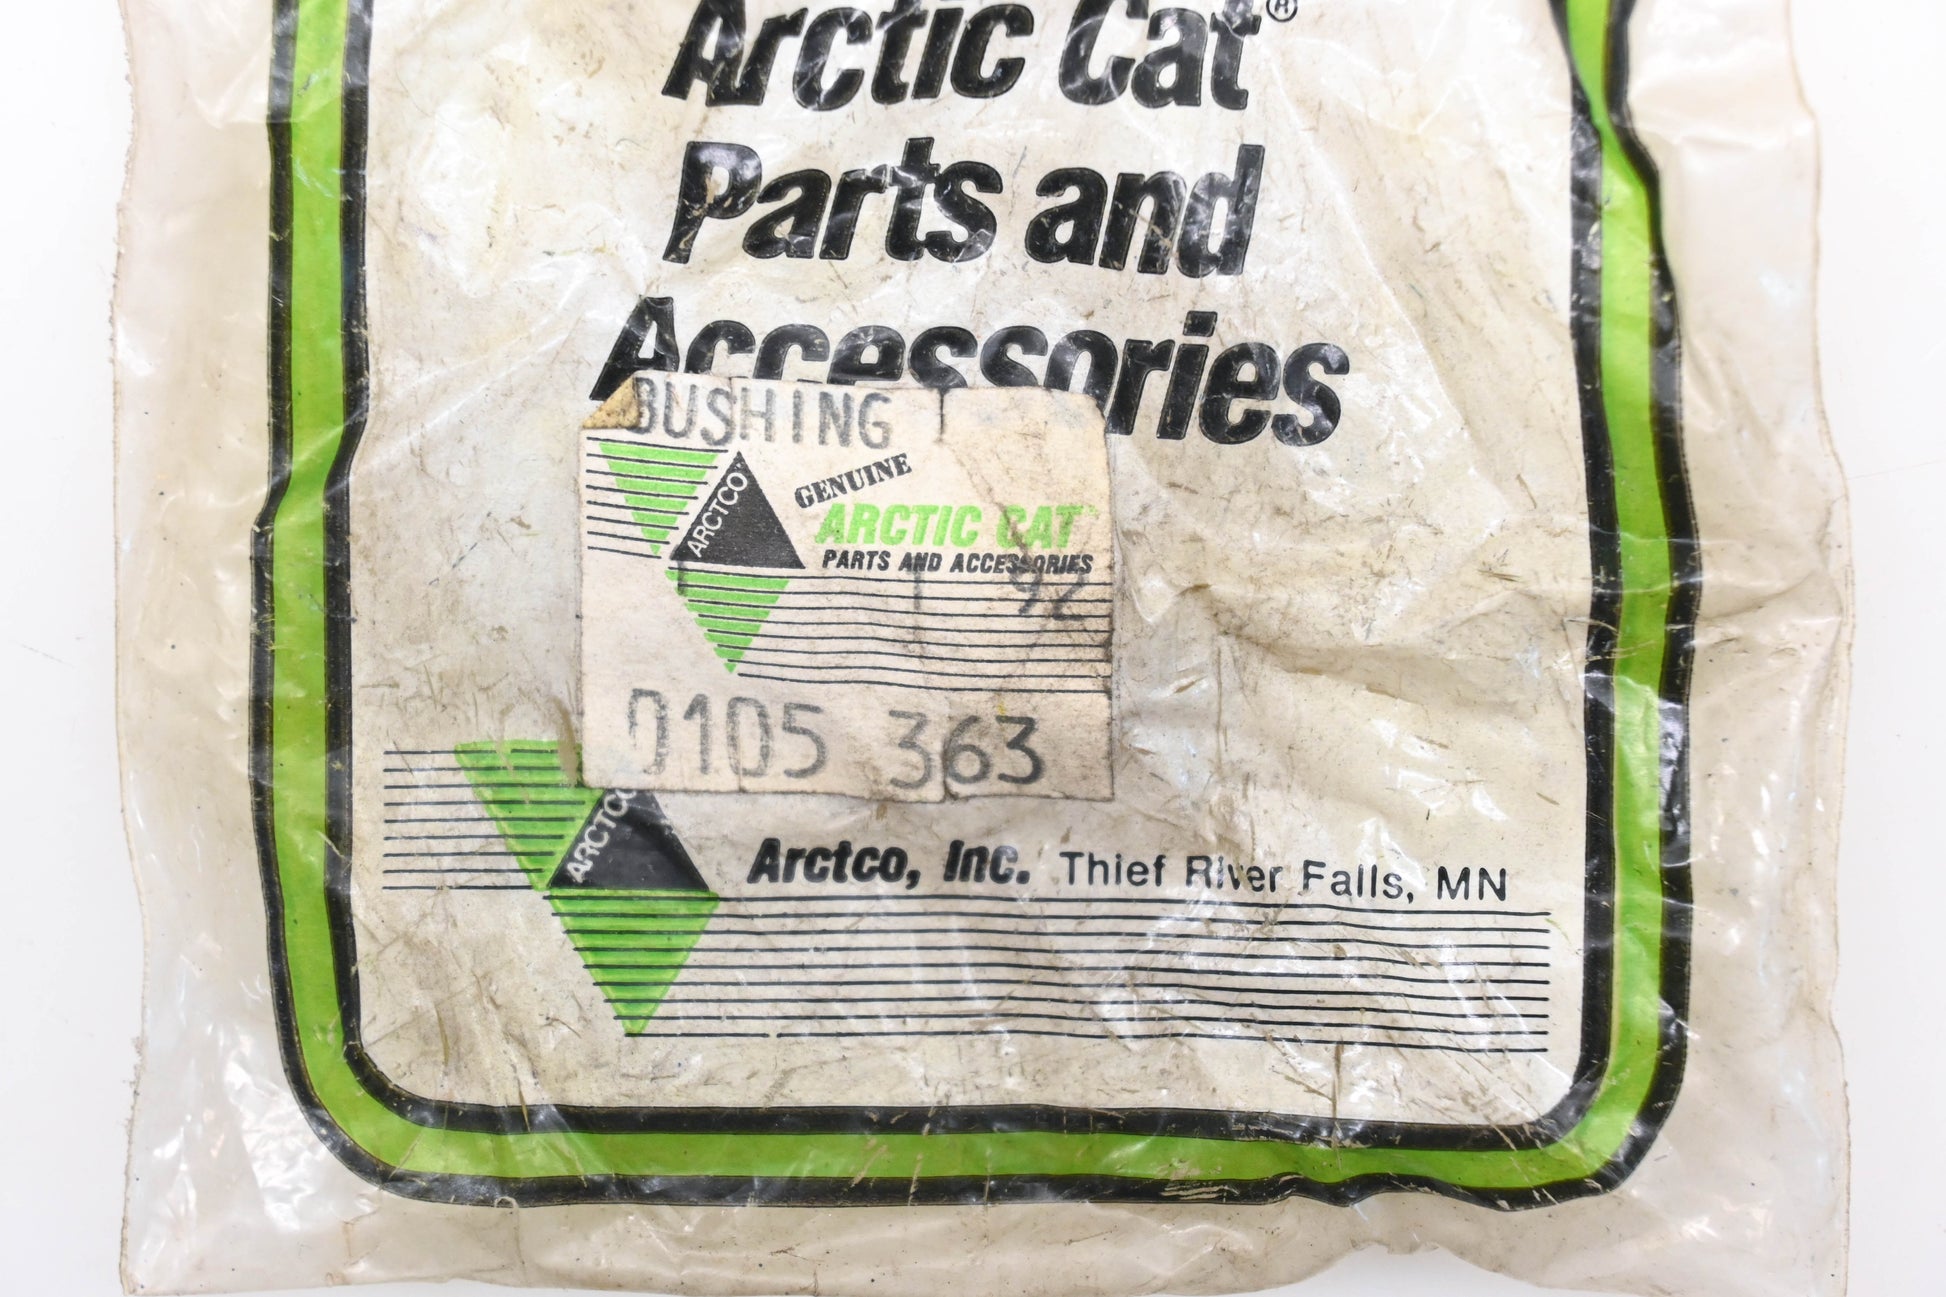 Arctic Cat®
Parts and
Accessories
BUSHING
GENUINE
ARCTCO
ARCTIC CAT
PARTS AND ACCESSORIES
92
0105 363
ARCTCO
Arctco, Inc. Thief River Falls, MN